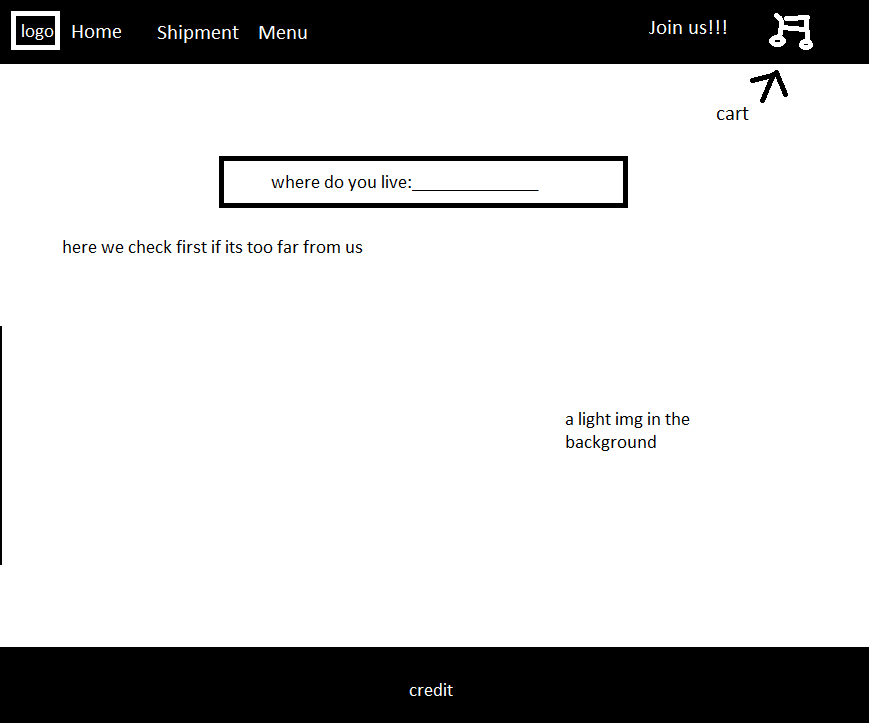 logo Home Shipment Menu Join us!!!
cart
where do you live:______________
here we check first if its too far from us
a light img in the
background
credit